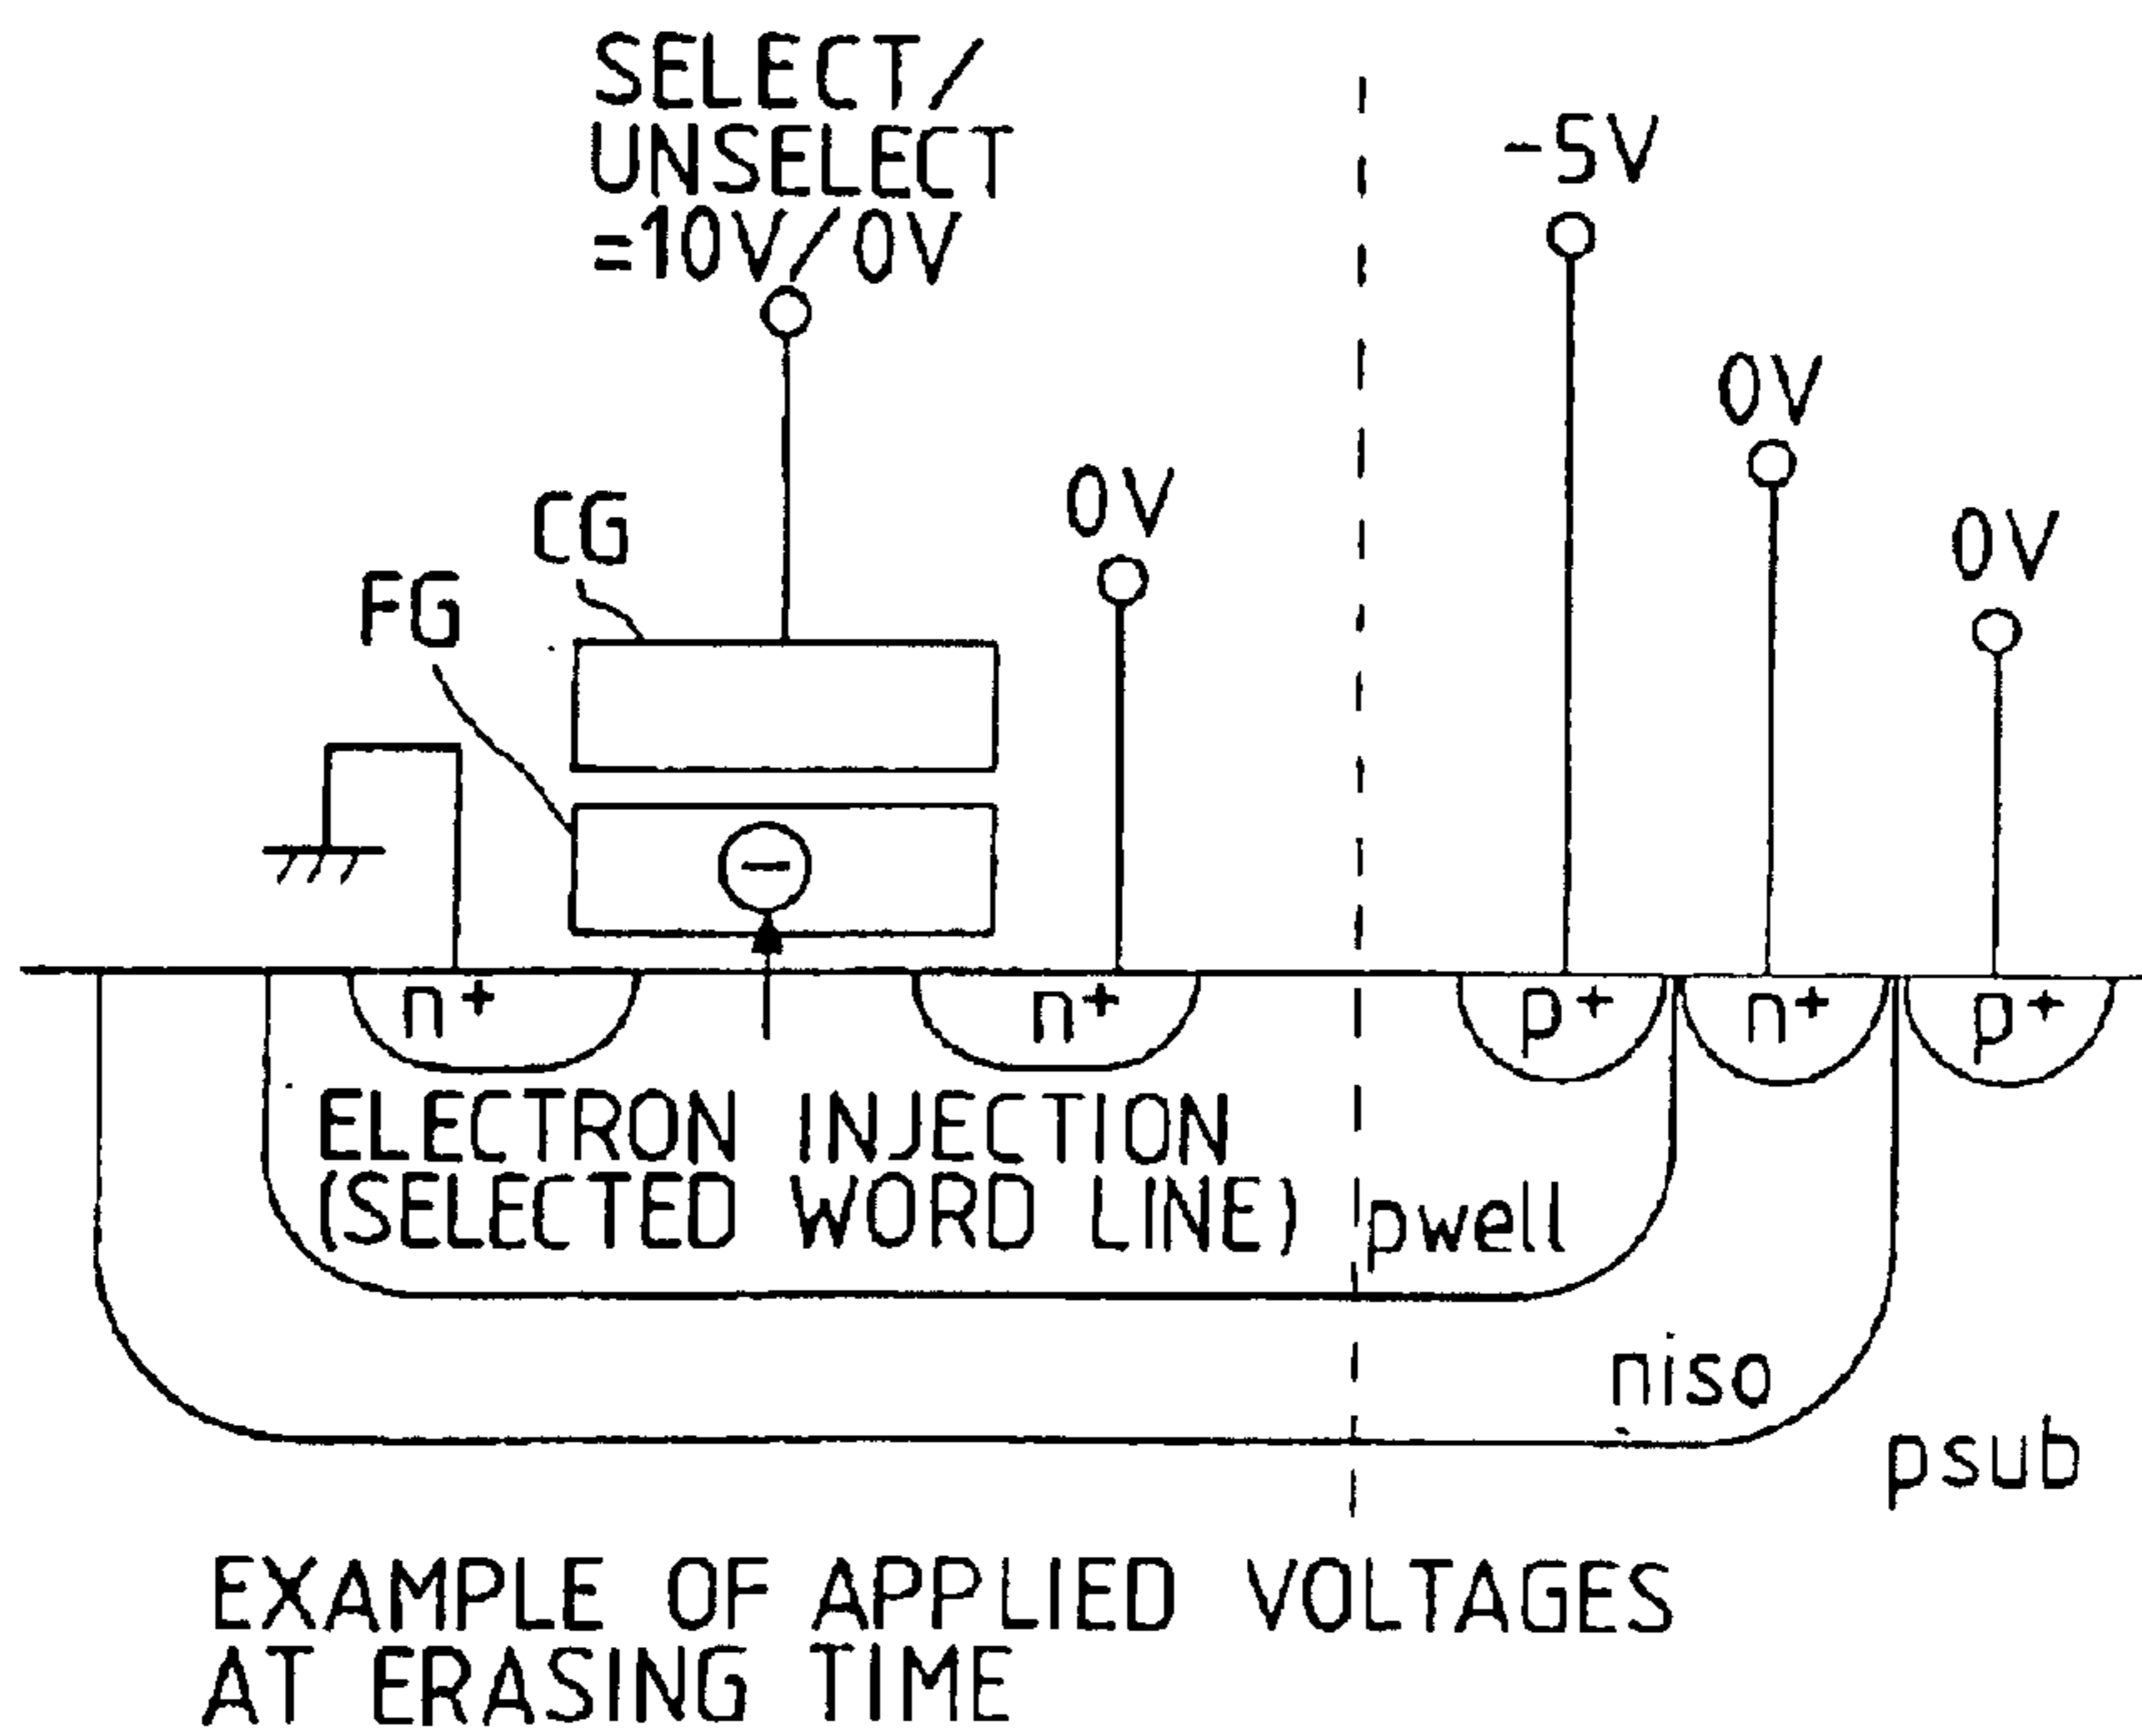 SELECT/
UNSELECT
=10V/0V
-5V
0V
0V
0V
CG
FG
n+
n+
p+
n+
p+
ELECTRON INJECTION
(SELECTED WORD LINE)
pwell
niso
psub
EXAMPLE OF APPLIED VOLTAGES
AT ERASING TIME